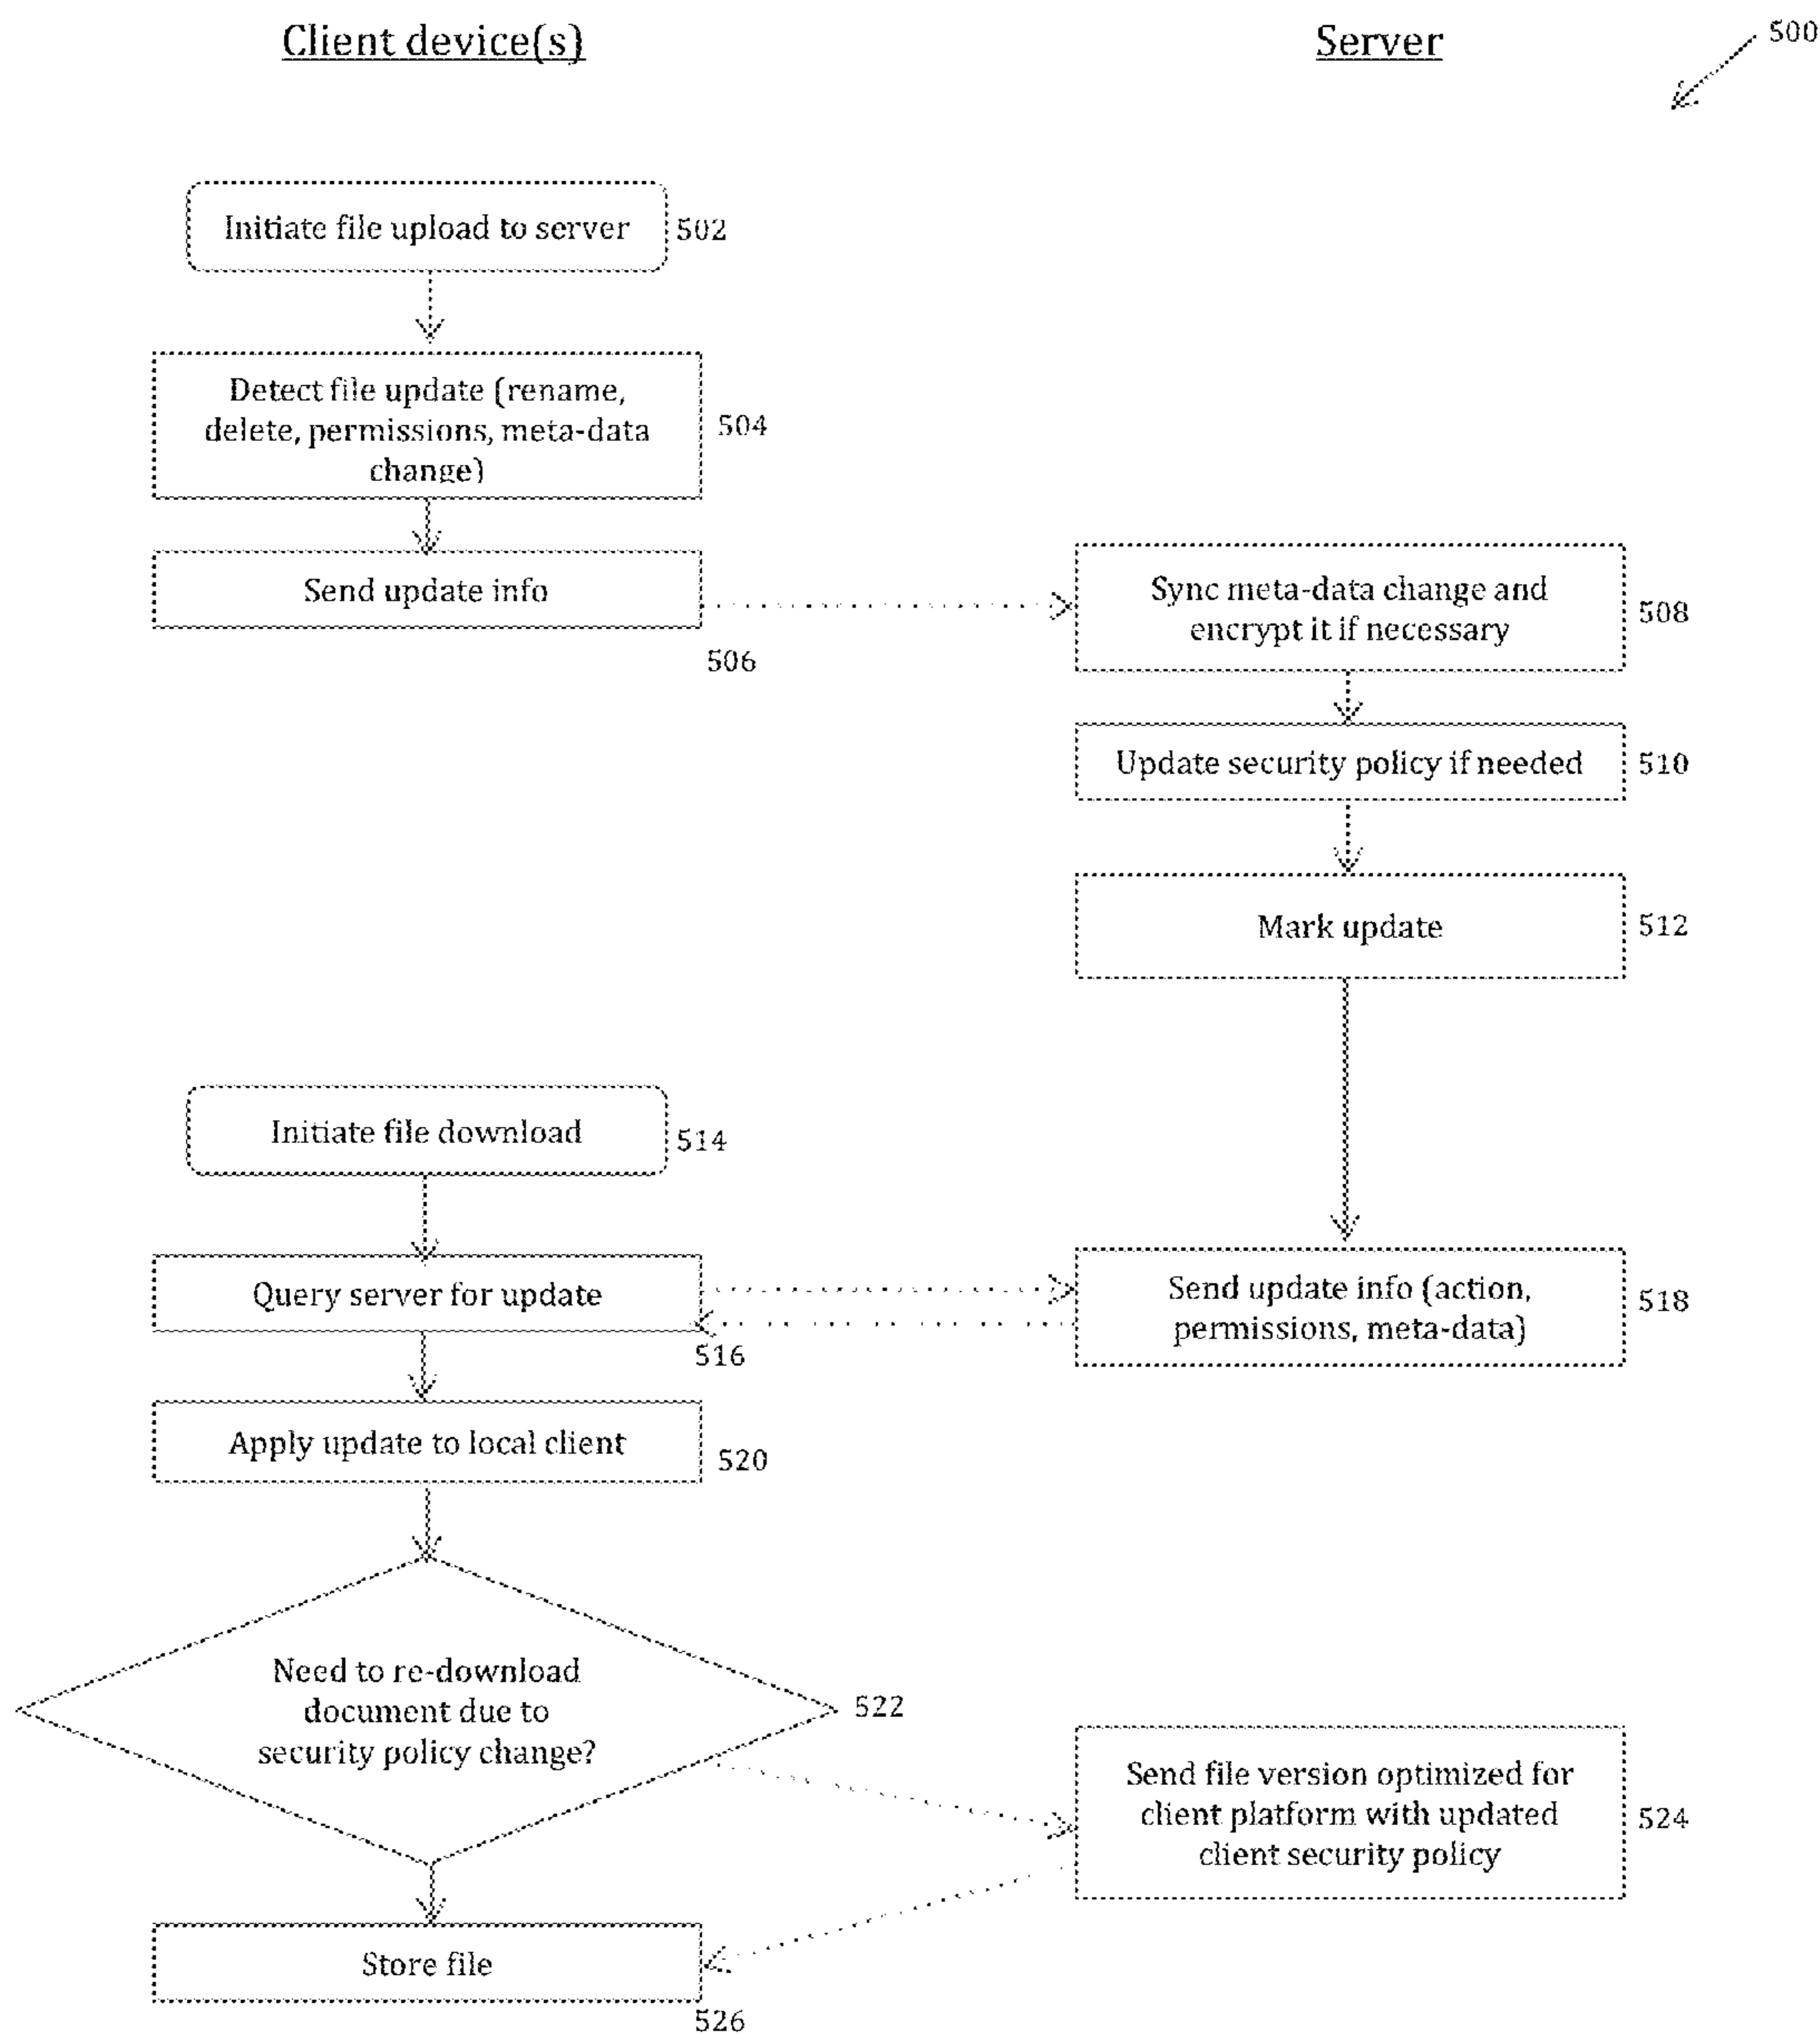 Client device(s)
Server
500
Initiate file upload to server
502
Detect file update (rename,
delete, permissions, meta-data
change)
504
Send update info
506
Sync meta-data change and
encrypt it if necessary
508
Update security policy if needed
510
Mark update
512
Initiate file download
514
Query server for update
516
Send update info (action,
permissions, meta-data)
518
Apply update to local client
520
Need to re-download
document due to
security policy change?
522
Send file version optimized for
client platform with updated
client security policy
524
Store file
526